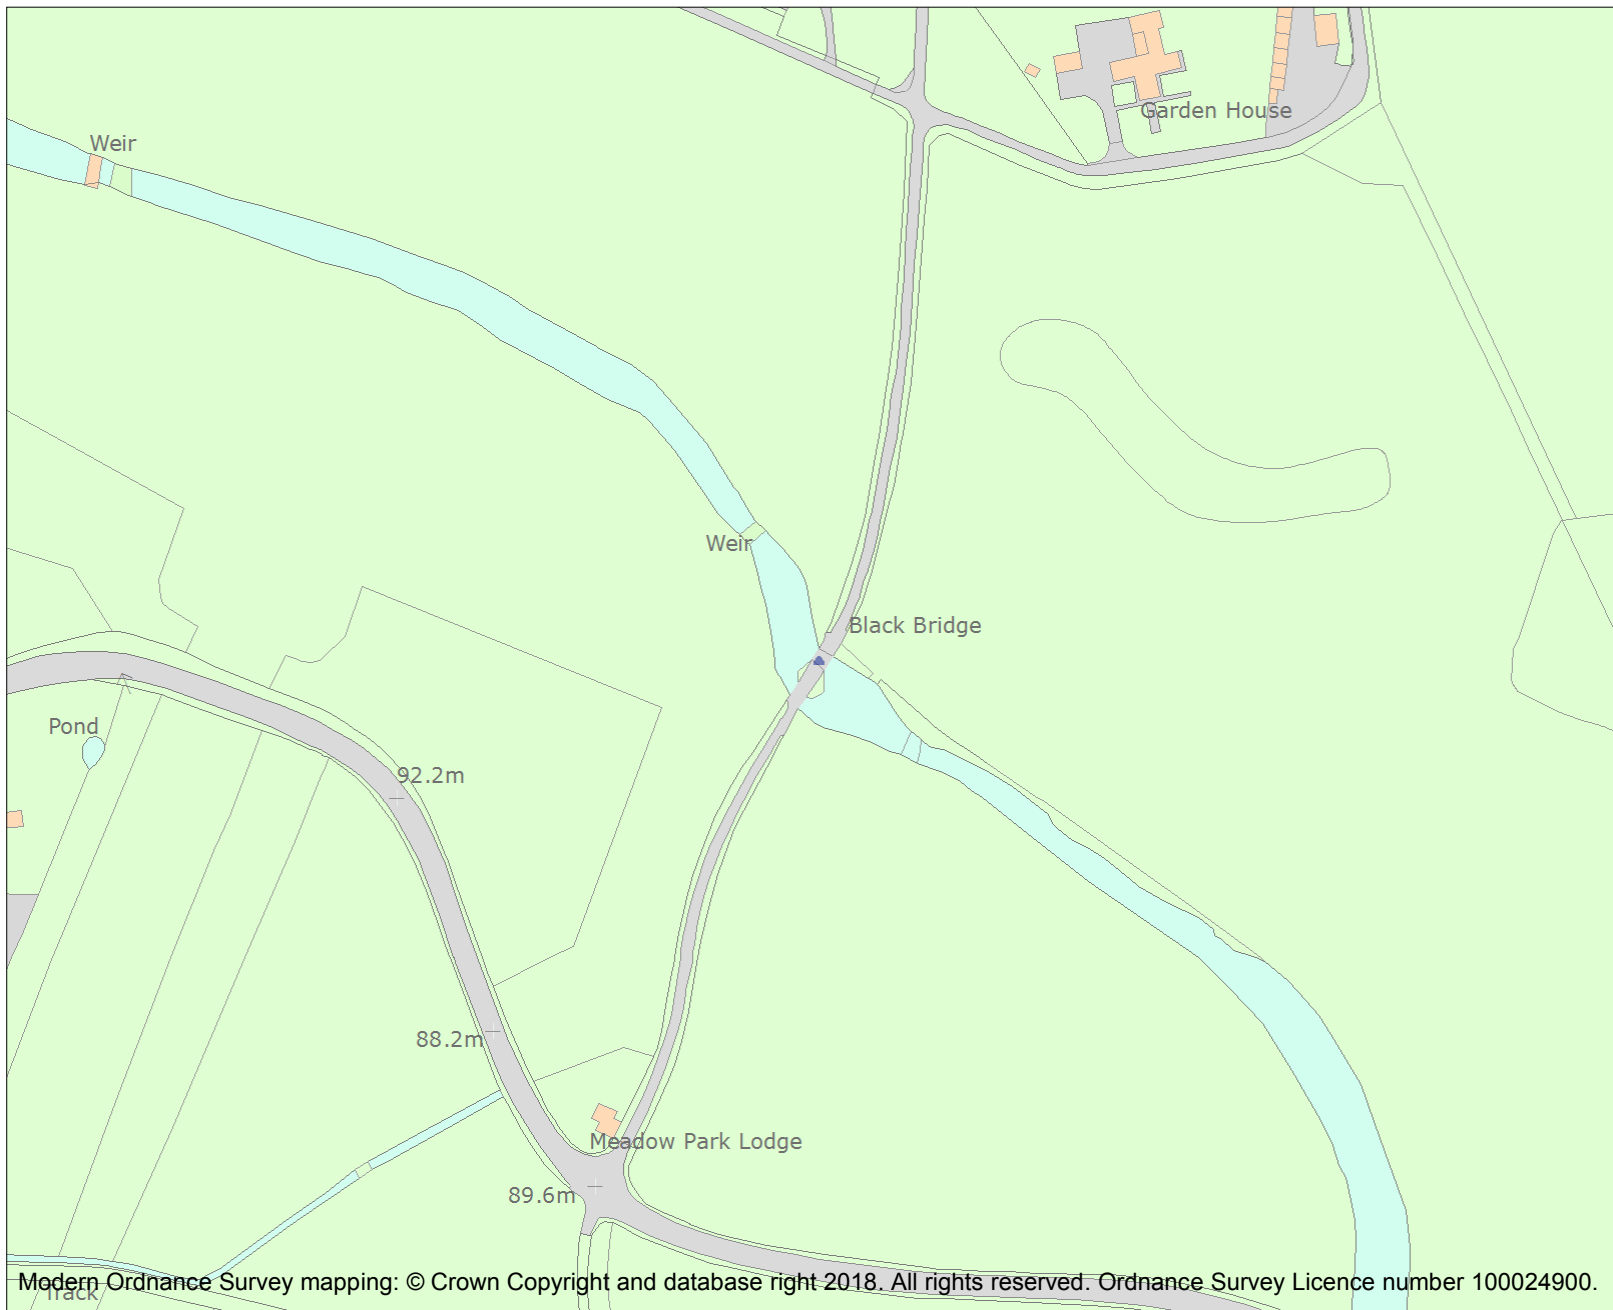 Garden House
Weir
Weir
Black Bridge
Pond
92.2m
88.2m
Meadow Park Lodge
89.6m
Modern Ordnance Survey mapping: © Crown Copyright and database right 2018. All rights reserved. Ordnance Survey Licence number 100024900.
Track